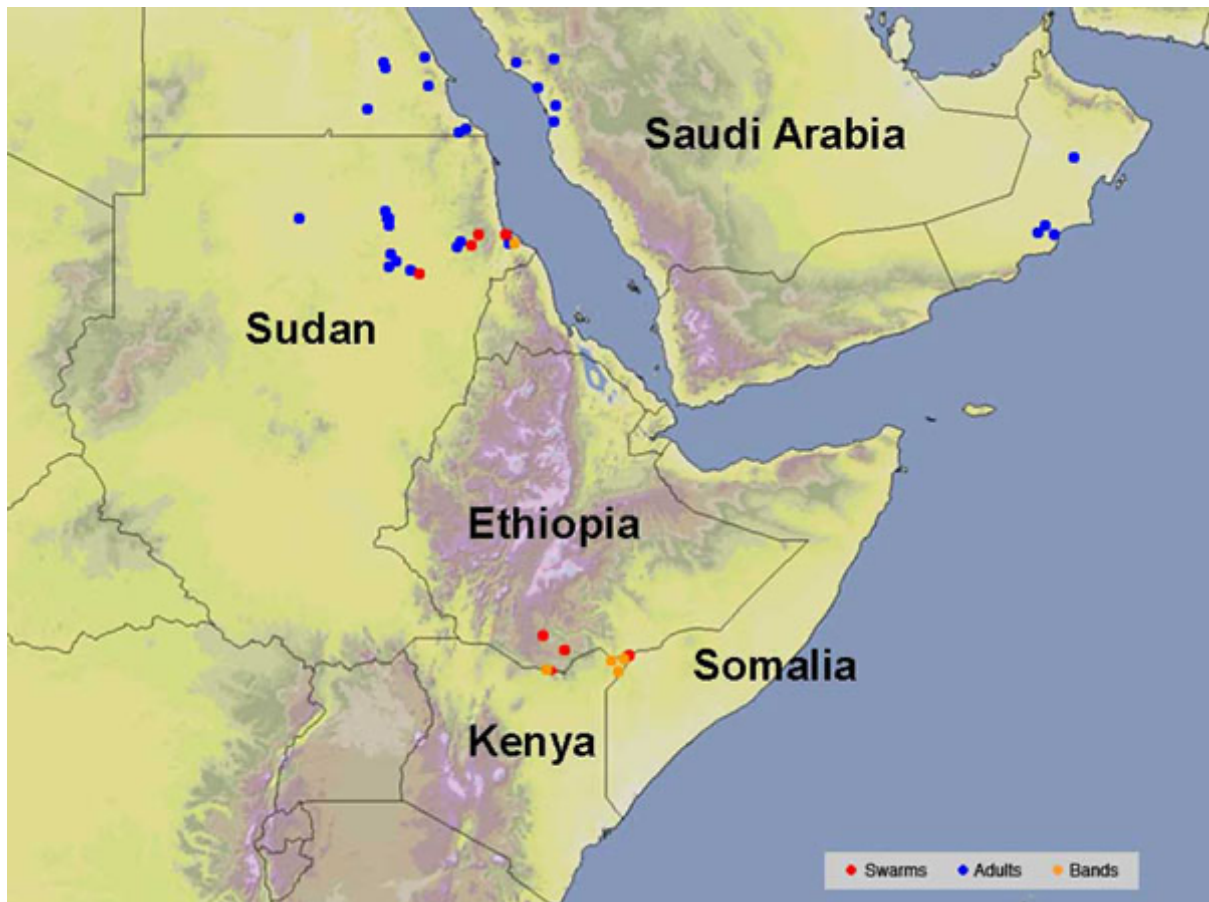 Saudi Arabia
Sudan
Ethiopia
Somalia
Kenya
Swarms Adults Bands